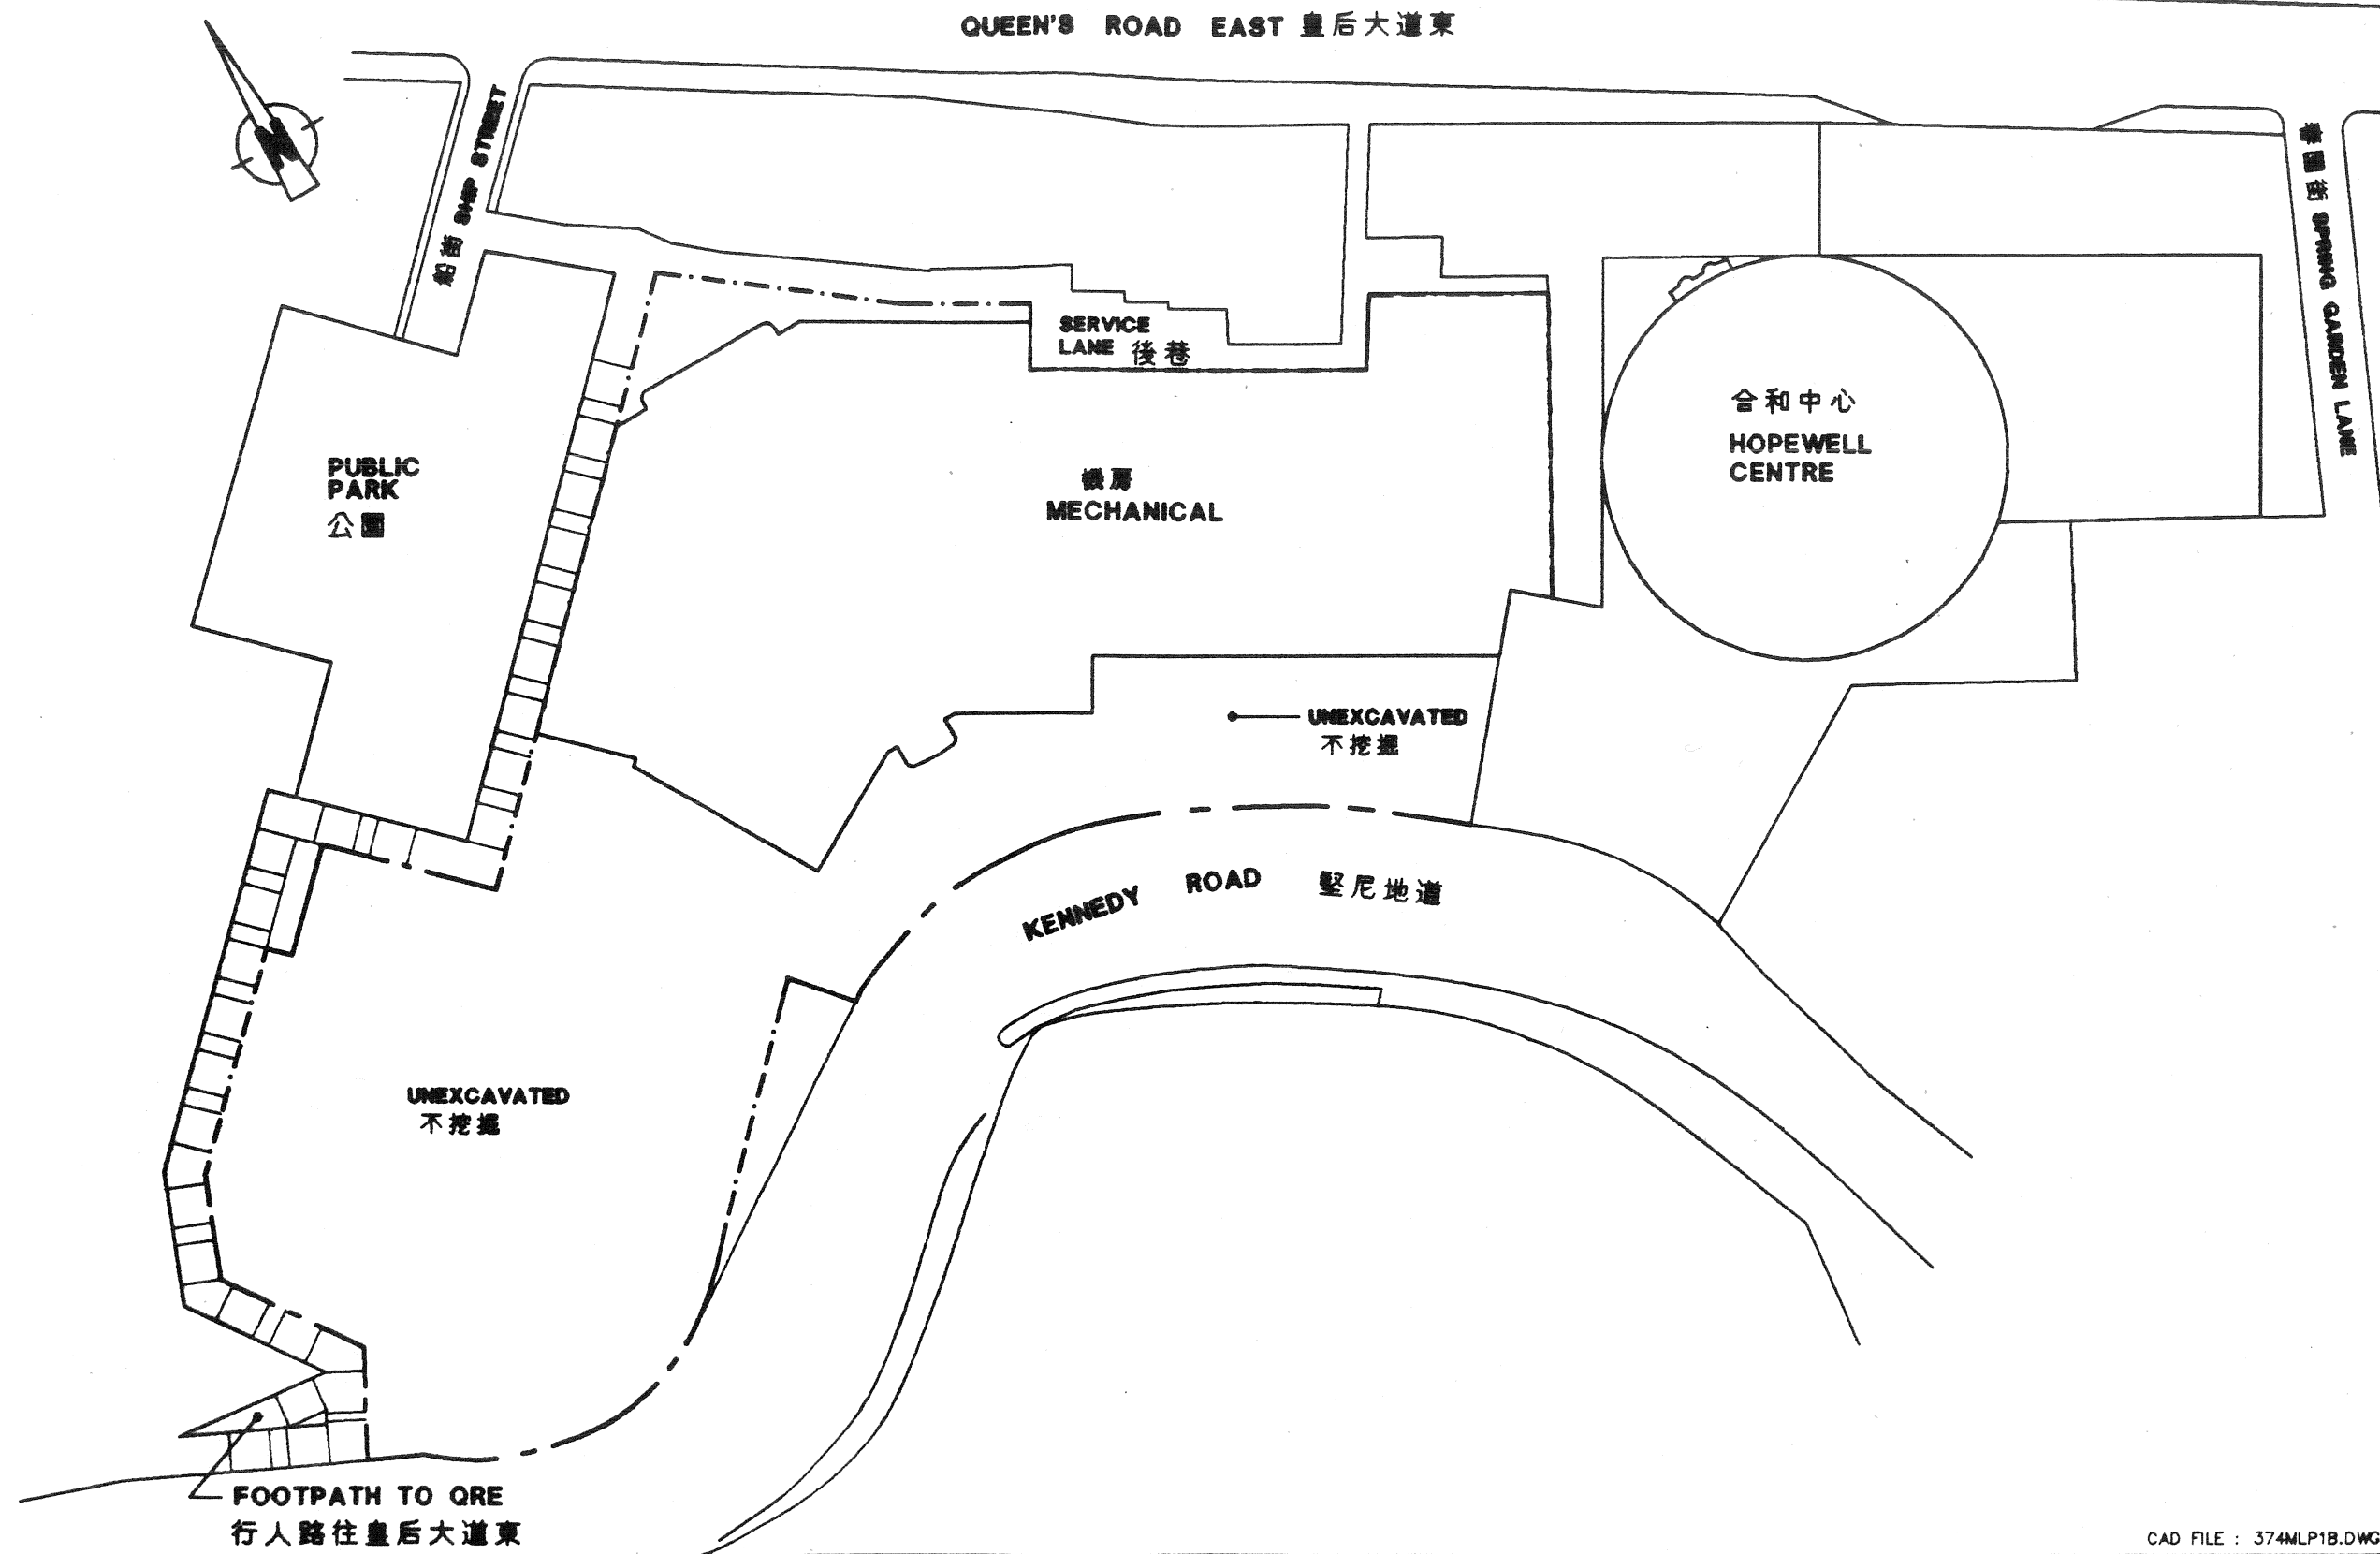 QUEEN'S ROAD EAST 皇后大道東
船街 SHIP STREET
春園街 SPRING GARDEN LANE
N
SERVICE
LANE 後巷
合和中心
HOPEWELL
CENTRE
PUBLIC
PARK
公園
機房
MECHANICAL
UNEXCAVATED
不挖掘
KENNEDY ROAD 堅尼地道
UNEXCAVATED
不挖掘
FOOTPATH TO QRE
行人路往皇后大道東
CAD FILE : 374MLP1B.DWG